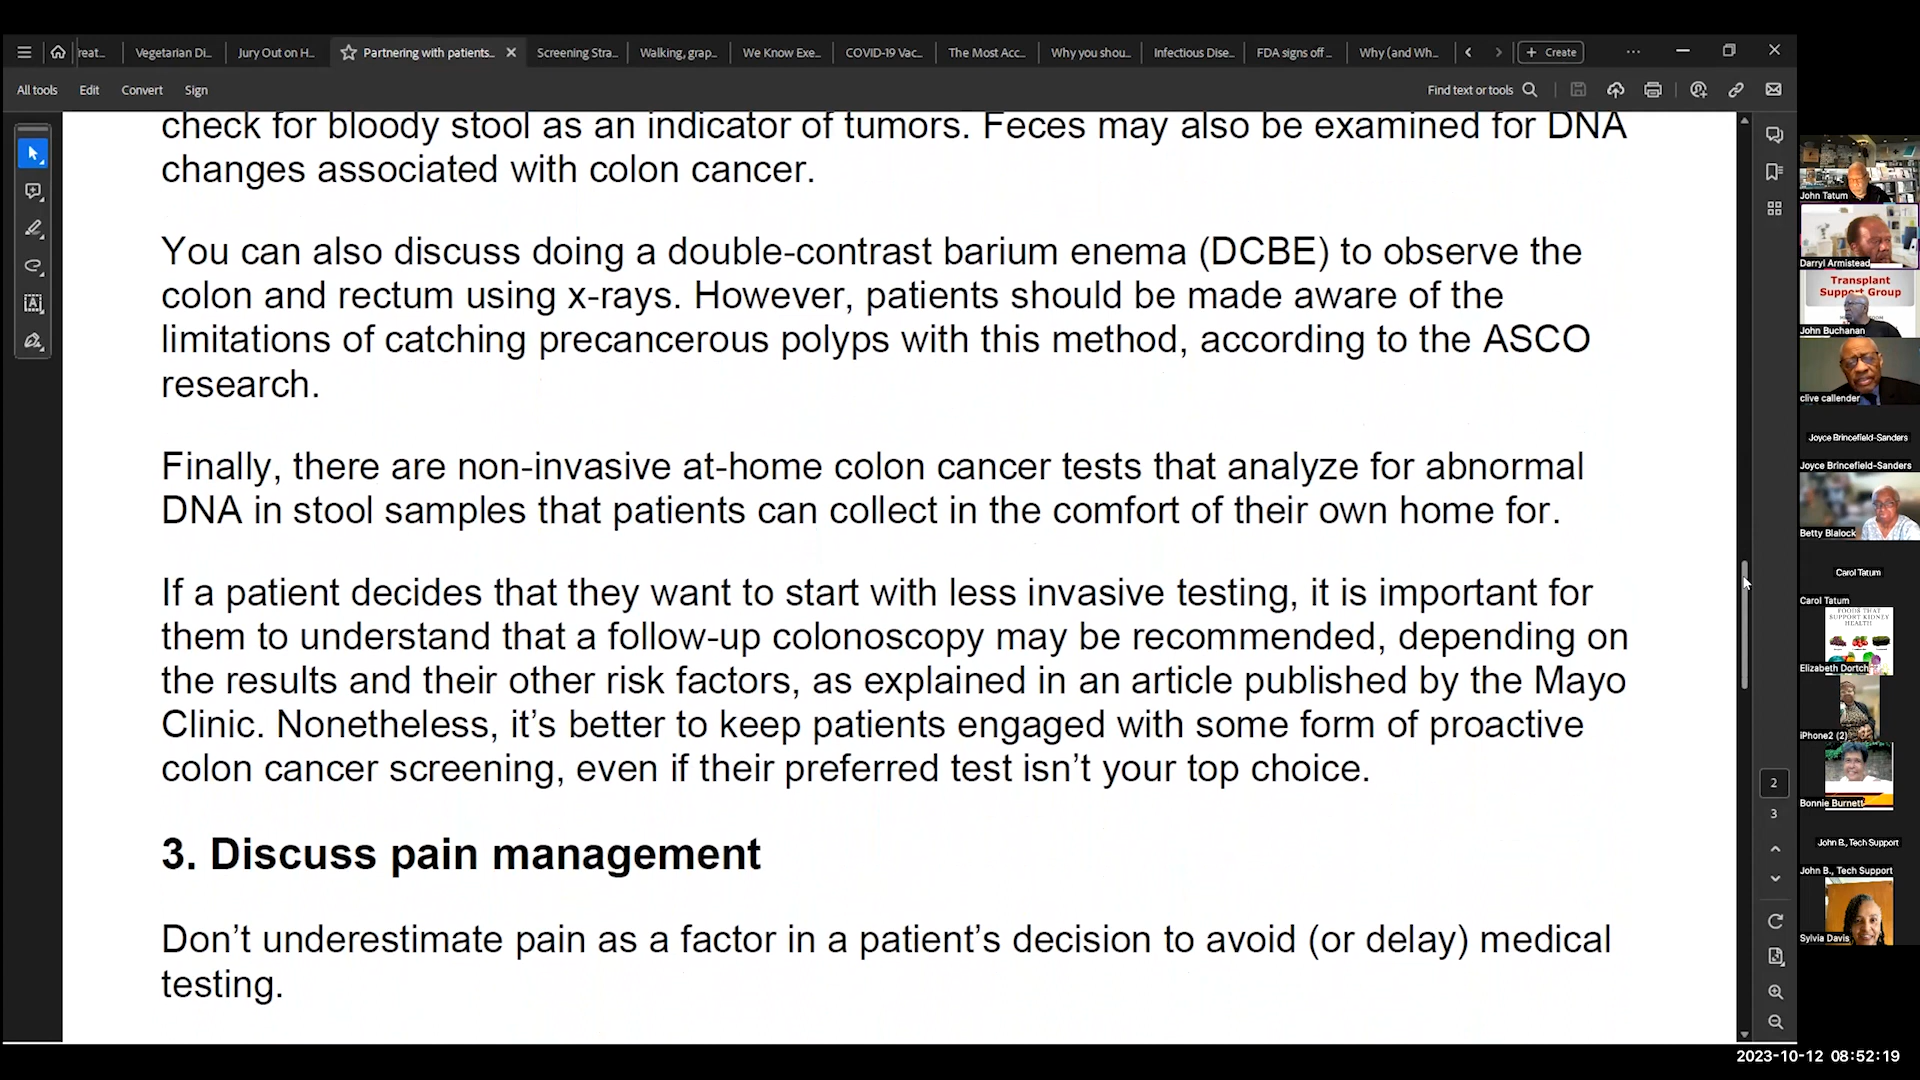 reat...
Vegetarian Di...
Jury Out on H...
Partnering with patients...
Screening Stra...
Walking, grap...
We Know Exe...
COVID-19 Vac...
The Most Acc...
Why you shou...
Infectious Dise...
FDA signs off ...
Why (and Wh...
Create
All tools
Edit
Convert
Sign
Find text or tools
check for bloody stool as an indicator of tumors. Feces may also be examined for DNA
changes associated with colon cancer.
You can also discuss doing a double-contrast barium enema (DCBE) to observe the
colon and rectum using x-rays. However, patients should be made aware of the
limitations of catching precancerous polyps with this method, according to the ASCO
research.
Finally, there are non-invasive at-home colon cancer tests that analyze for abnormal
DNA in stool samples that patients can collect in the comfort of their own home for.
If a patient decides that they want to start with less invasive testing, it is important for
them to understand that a follow-up colonoscopy may be recommended, depending on
the results and their other risk factors, as explained in an article published by the Mayo
Clinic. Nonetheless, it’s better to keep patients engaged with some form of proactive
colon cancer screening, even if their preferred test isn’t your top choice.
3. Discuss pain management
Don’t underestimate pain as a factor in a patient’s decision to avoid (or delay) medical
testing.
2
3
John Tatum
Darryl Armistead
Transplant
Support Group
John Buchanan
clive callender
Joyce Brincefield-Sanders
Joyce Brincefield-Sanders
Betty Blalock
Carol Tatum
Carol Tatum
FOODS THAT
SUPPORT KIDNEY
HEALTH
Elizabeth Dortch
iPhone2 (2)
Bonnie Burnett
John B., Tech Support
John B., Tech Support
Sylvia Davis
2023-10-12 08:52:19